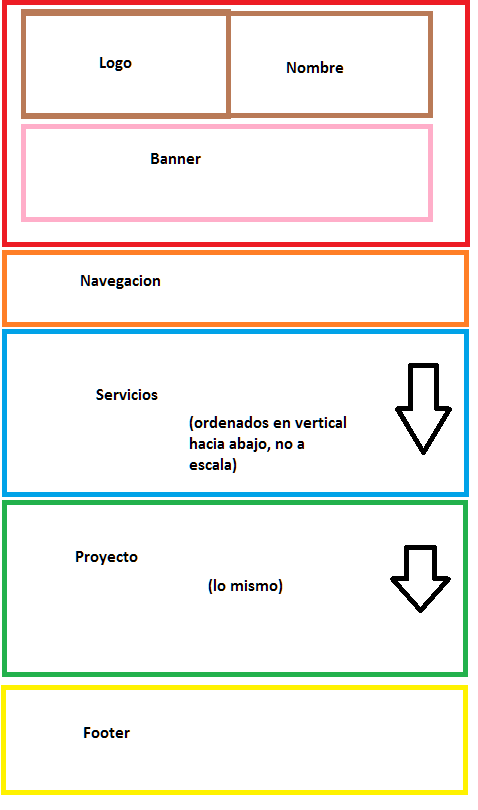 Logo
Nombre
Banner
Navegacion
Servicios
(ordenados en vertical
hacia abajo, no a
escala)
Proyecto
(lo mismo)
Footer